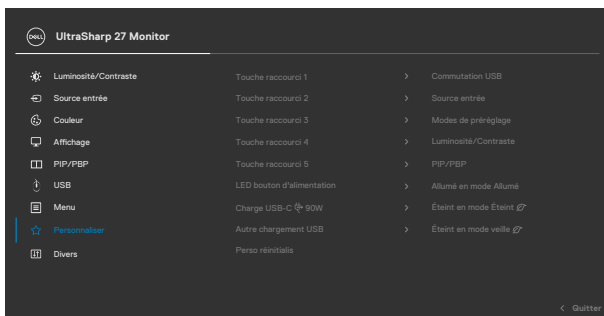 DELL UltraSharp 27 Monitor
Luminosité/Contraste Touche raccourci 1 > Commutation USB
Source entrée Touche raccourci 2 > Source entrée
Couleur Touche raccourci 3 > Modes de préréglage
Affichage Touche raccourci 4 > Luminosité/Contraste
PIP/PBP Touche raccourci 5 > PIP/PBP
USB LED bouton d'alimentation > Allumé en mode Allumé
Menu Charge USB-C 90W > Éteint en mode Éteint
Personnaliser Autre chargement USB > Éteint en mode veille
Divers Perso réinitialis
< Quitter